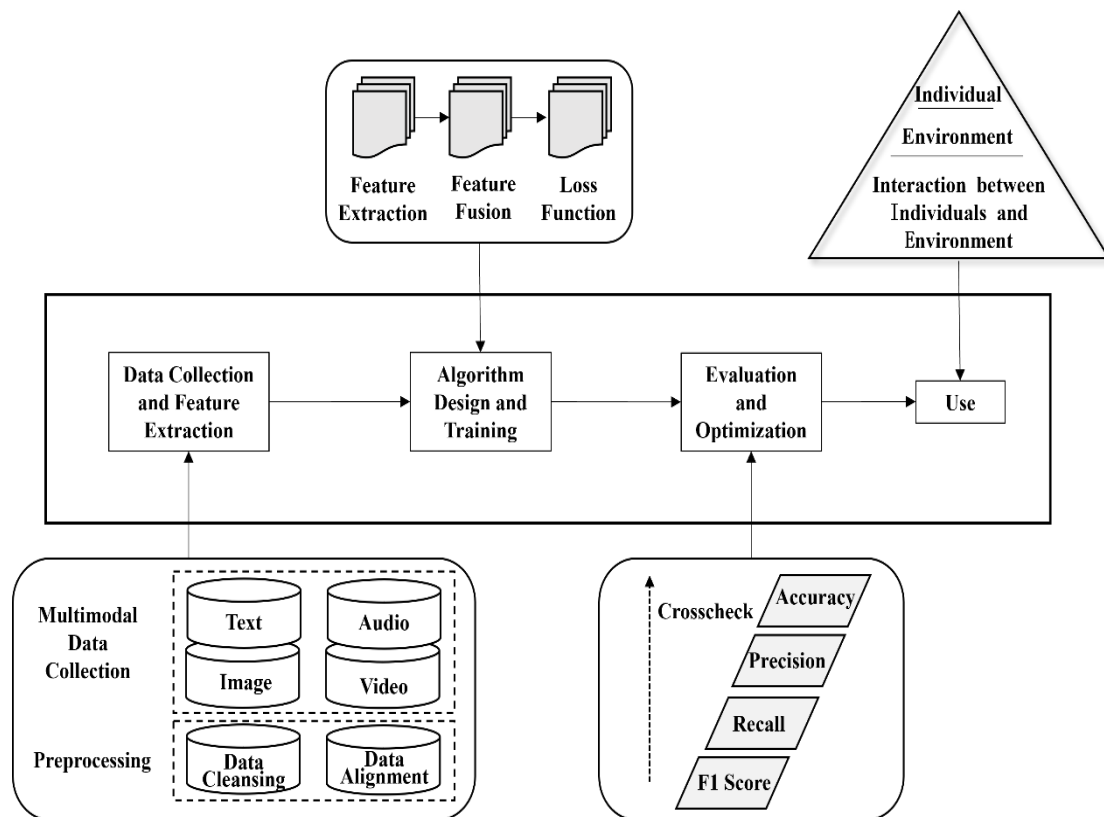 Feature
Extraction
Feature
Fusion
Loss
Function
Individual
Environment
Interaction between
Individuals and
Environment
Data Collection
and Feature
Extraction
Algorithm
Design and
Training
Evaluation
and
Optimization
Use
Multimodal
Data
Collection
Text
Audio
Image
Video
Preprocessing
Data
Cleansing
Data
Alignment
Crosscheck
Accuracy
Precision
Recall
F1 Score